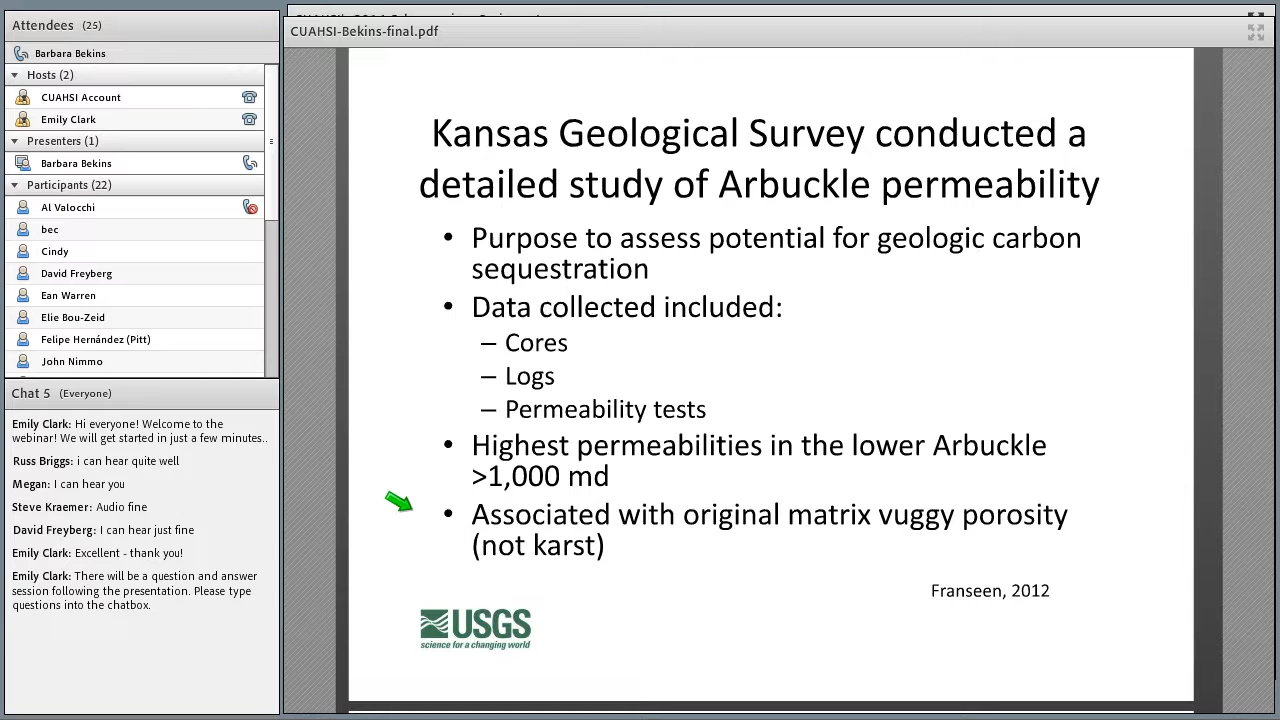 Attendees (25)
Barbara Bekins
Hosts (2)
CUAHSI Account
Emily Clark
Presenters (1)
Barbara Bekins
Participants (22)
Al Valocchi
bec
Cindy
David Freyberg
Ean Warren
Elie Bou-Zeid
Felipe Hernández (Pitt)
John Nimmo
Chat 5 (Everyone)
Emily Clark: Hi everyone! Welcome to the
webinar! We will get started in just a few minutes..
Russ Briggs: i can hear quite well
Megan: I can hear you
Steve Kraemer: Audio fine
David Freyberg: I can hear just fine
Emily Clark: Excellent - thank you!
Emily Clark: There will be a question and answer
session following the presentation. Please type
questions into the chatbox.
CUAHSI-Bekins-final.pdf
Kansas Geological Survey conducted a
detailed study of Arbuckle permeability
• Purpose to assess potential for geologic carbon
sequestration
• Data collected included:
– Cores
– Logs
– Permeability tests
• Highest permeabilities in the lower Arbuckle
>1,000 md
• Associated with original matrix vuggy porosity
(not karst)
Franseen, 2012
USGS
science for a changing world